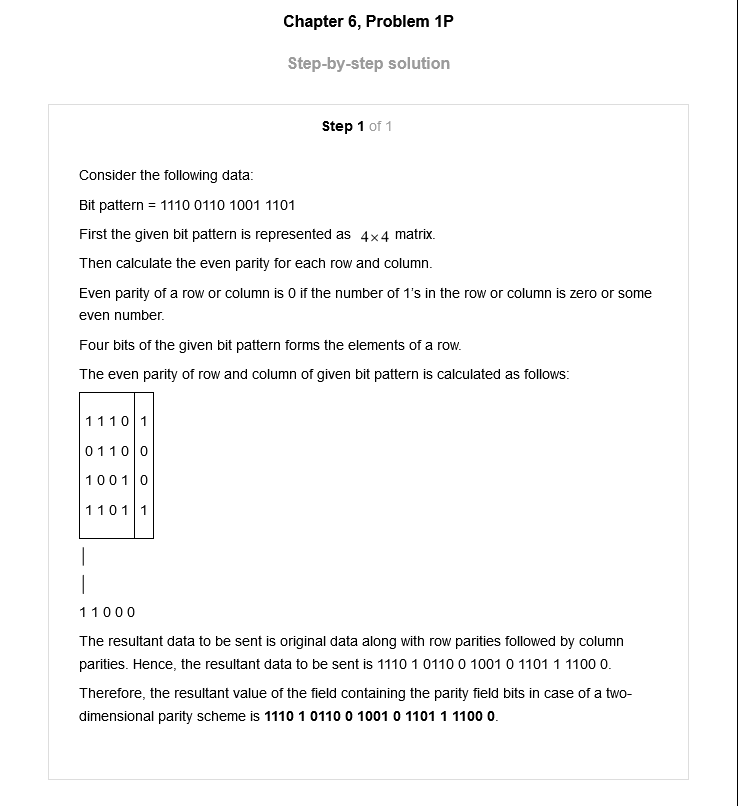 Chapter 6, Problem 1P
Step-by-step solution
Step 1 of 1
Consider the following data:
Bit pattern = 1110 0110 1001 1101
First the given bit pattern is represented as 4×4 matrix.
Then calculate the even parity for each row and column.
Even parity of a row or column is 0 if the number of 1's in the row or column is zero or some
even number.
Four bits of the given bit pattern forms the elements of a row.
The even parity of row and column of given bit pattern is calculated as follows:
1 1 1 0 1
0 1 1 0 0
1 0 0 1 0
1 1 0 1 1
|
|
1 1 0 0 0
The resultant data to be sent is original data along with row parities followed by column
parities. Hence, the resultant data to be sent is 1110 1 0110 0 1001 0 1101 1 1100 0.
Therefore, the resultant value of the field containing the parity field bits in case of a two-
dimensional parity scheme is 1110 1 0110 0 1001 0 1101 1 1100 0.